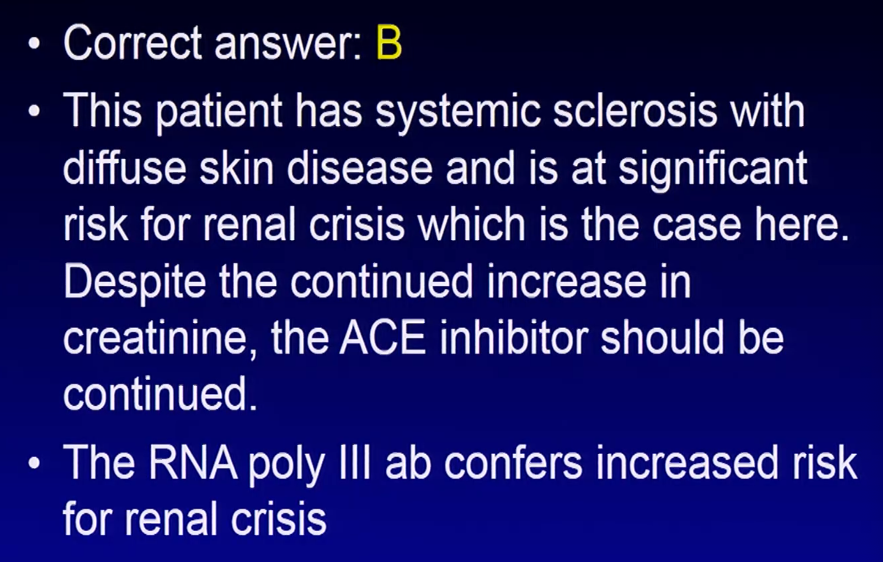 • Correct answer: B
• This patient has systemic sclerosis with
diffuse skin disease and is at significant
risk for renal crisis which is the case here.
Despite the continued increase in
creatinine, the ACE inhibitor should be
continued.
• The RNA poly III ab confers increased risk
for renal crisis